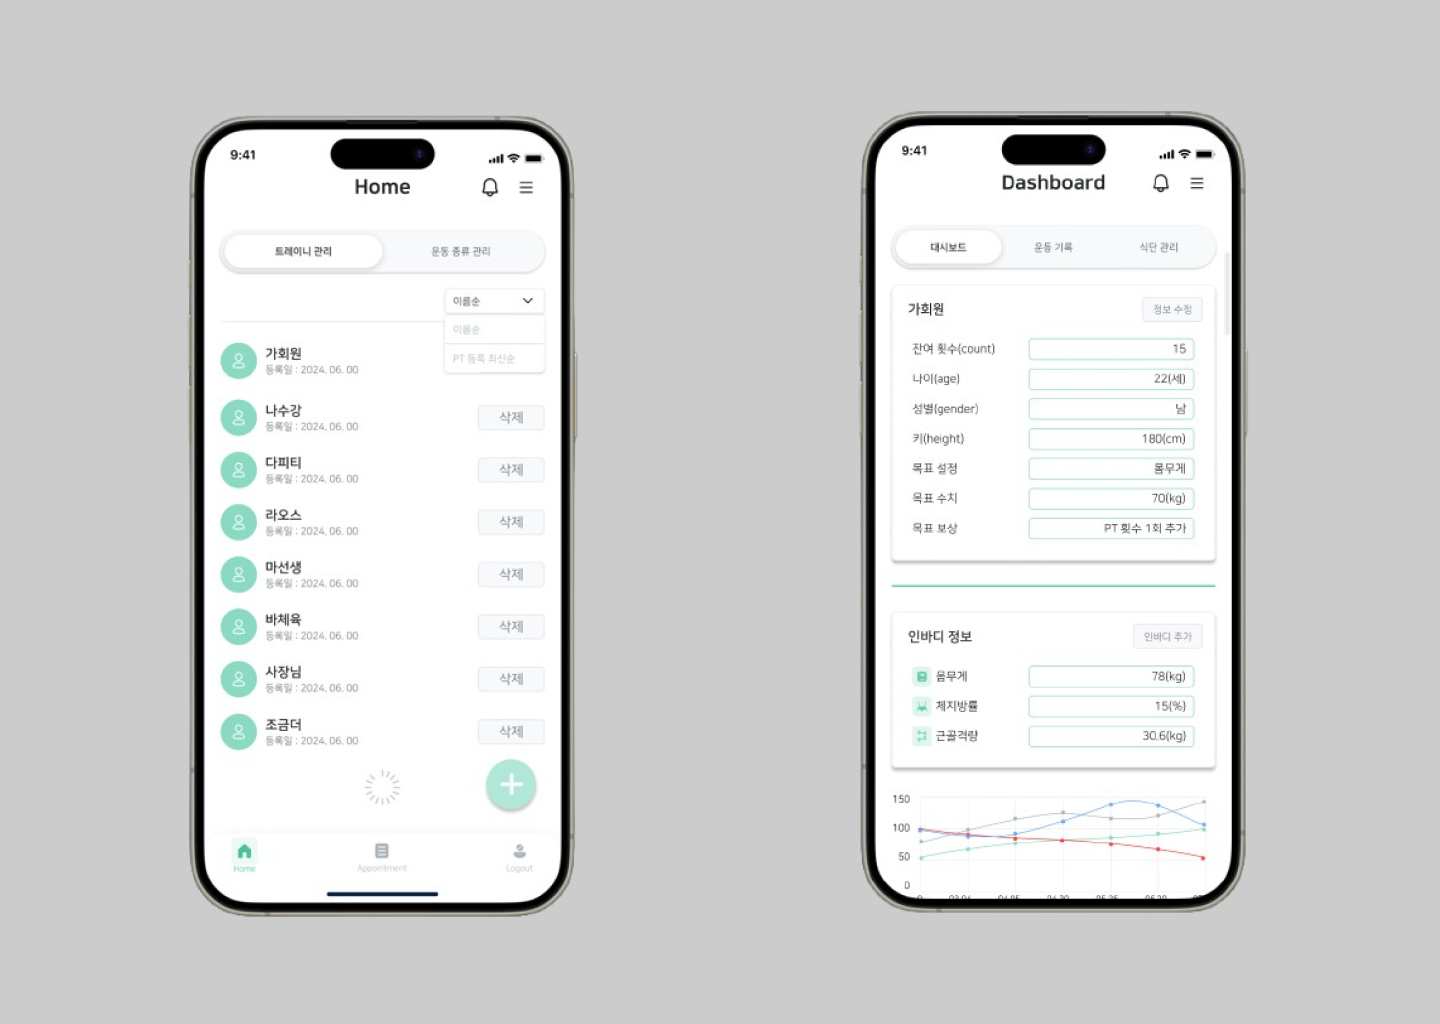 9:41
Home
트레이니 관리
운동 종류 관리
이름순
이름순
PT 등록 최신순
가회원
등록일 : 2024. 06. 00
나수강
등록일 : 2024. 06. 00
삭제
다피티
등록일 : 2024. 06. 00
삭제
라오스
등록일 : 2024. 06. 00
삭제
마선생
등록일 : 2024. 06. 00
삭제
바체육
등록일 : 2024. 06. 00
삭제
사장님
등록일 : 2024. 06. 00
삭제
조금더
등록일 : 2024. 06. 00
삭제
Home
Appointment
Logout
9:41
Dashboard
대시보드
운동 기록
식단 관리
가회원
정보 수정
잔여 횟수(count)
15
나이(age)
22(세)
성별(gender)
남
키(height)
180(cm)
목표 설정
몸무게
목표 수치
70(kg)
목표 보상
PT 횟수 1회 추가
인바디 정보
인바디 추가
몸무게
78(kg)
체지방률
15(%)
근골격량
30.6(kg)
150
100
50
0